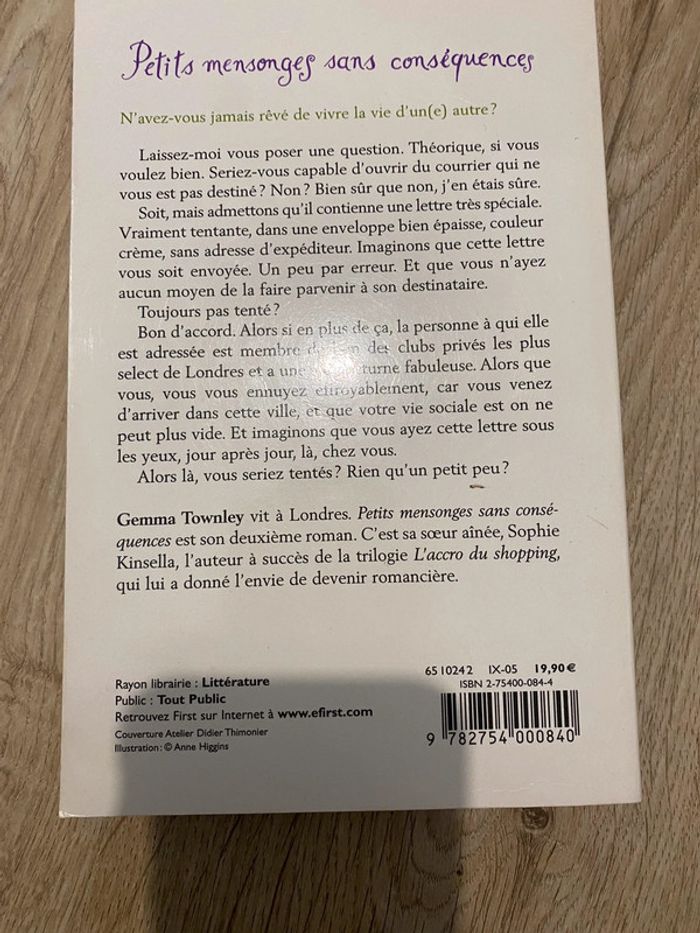 Petits mensonges sans conséquences
N'avez-vous jamais rêvé de vivre la vie d'un(e) autre?
Laissez-moi vous poser une question. Théorique, si vous
voulez bien. Seriez-vous capable d'ouvrir du courrier qui ne
vous est pas destiné? Non? Bien sûr que non, j'en étais sûre.
Soit, mais admettons qu'il contienne une lettre très spéciale.
Vraiment tentante, dans une enveloppe bien épaisse, couleur
crème, sans adresse d'expéditeur. Imaginons que cette lettre
vous soit envoyée. Un peu par erreur. Et que vous n'ayez
aucun moyen de la faire parvenir à son destinataire.
Toujours pas tenté?
Bon d'accord. Alors si en plus de ça, la personne à qui elle
est adressée est membre des clubs privés les plus
select de Londres et a une fabuleuse. Alors que
vous, vous vous ennuyez effroyablement, car vous venez
d'arriver dans cette ville, et que votre vie sociale est on ne
peut plus vide. Et imaginons que vous ayez cette lettre sous
les yeux, jour après jour, là, chez vous.
Alors là, vous seriez tentés? Rien qu'un petit peu?
Gemma Townley vit à Londres. Petits mensonges sans consé-
quences est son deuxième roman. C'est sa sœur aînée, Sophie
Kinsella, l'auteur à succès de la trilogie L'accro du shopping,
qui lui a donné l'envie de devenir romancière.
6510242 IX-05 19,90 €
ISBN 2-75400-084-4
Rayon librairie : Littérature
Public : Tout Public
Retrouvez First sur Internet à www.efirst.com
Couverture Atelier Didier Thimonier
Illustration : © Anne Higgins
9 782754 000840